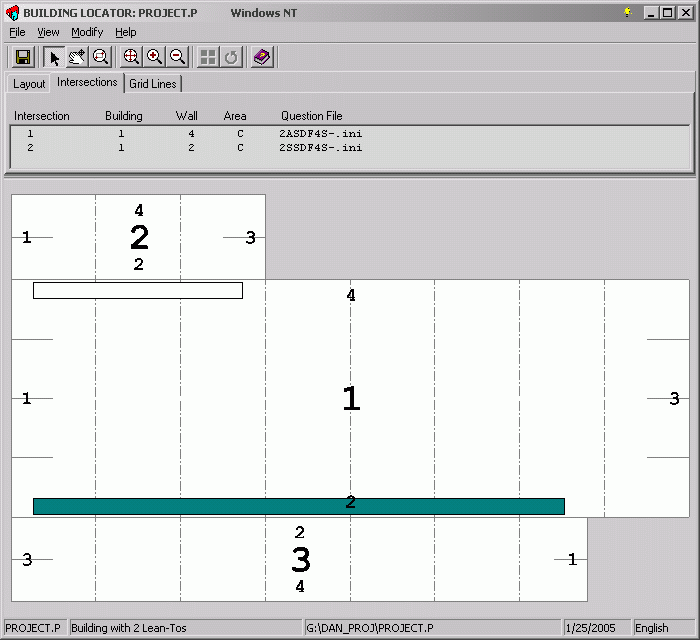 BUILDING LOCATOR: PROJECT.P Windows NT
File View Modify Help
Layout Intersections Grid Lines
Intersection Building Wall Area Question File
1 1 4 C 2ASDF4S-.ini
2 1 2 C 2SSDF4S-.ini
4
1 2 3
2
4
1 1 3
2
2
3 3 1
4
PROJECT.P Building with 2 Lean-Tos G:\DAN_PROJ\PROJECT.P 1/25/2005 English